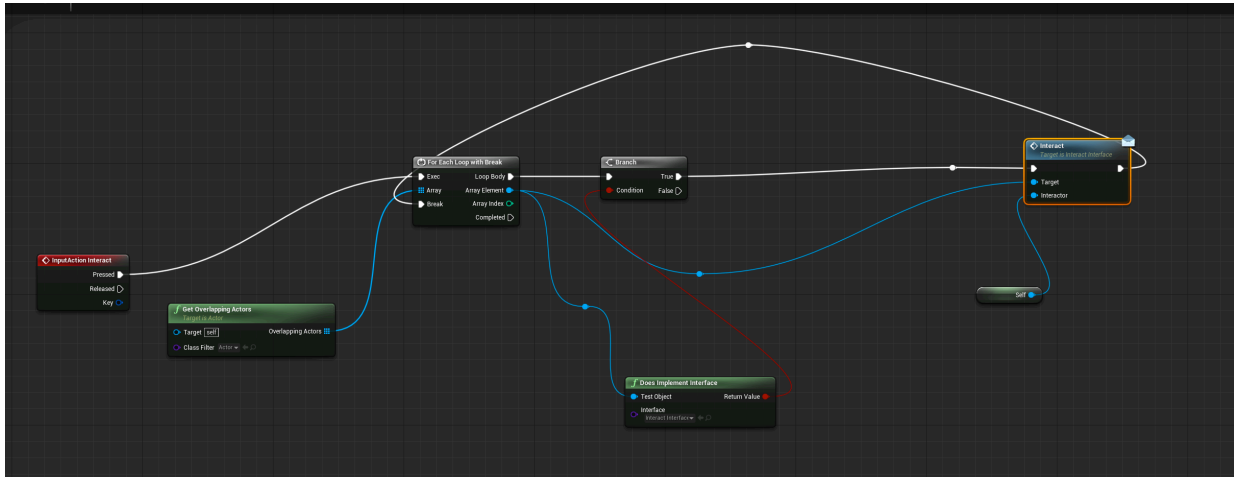 For Each Loop with Break
Exec
Loop Body
Array
Array Element
Break
Array Index
Completed
Branch
True
Condition
False
Interact
Target is Interact Interface
Target
Interactor
InputAction Interact
Pressed
Released
Key
Get Overlapping Actors
Target is Actor
Target self
Overlapping Actors
Class Filter Actor
Self
Does Implement Interface
Test Object
Return Value
Interface
Interact Interface